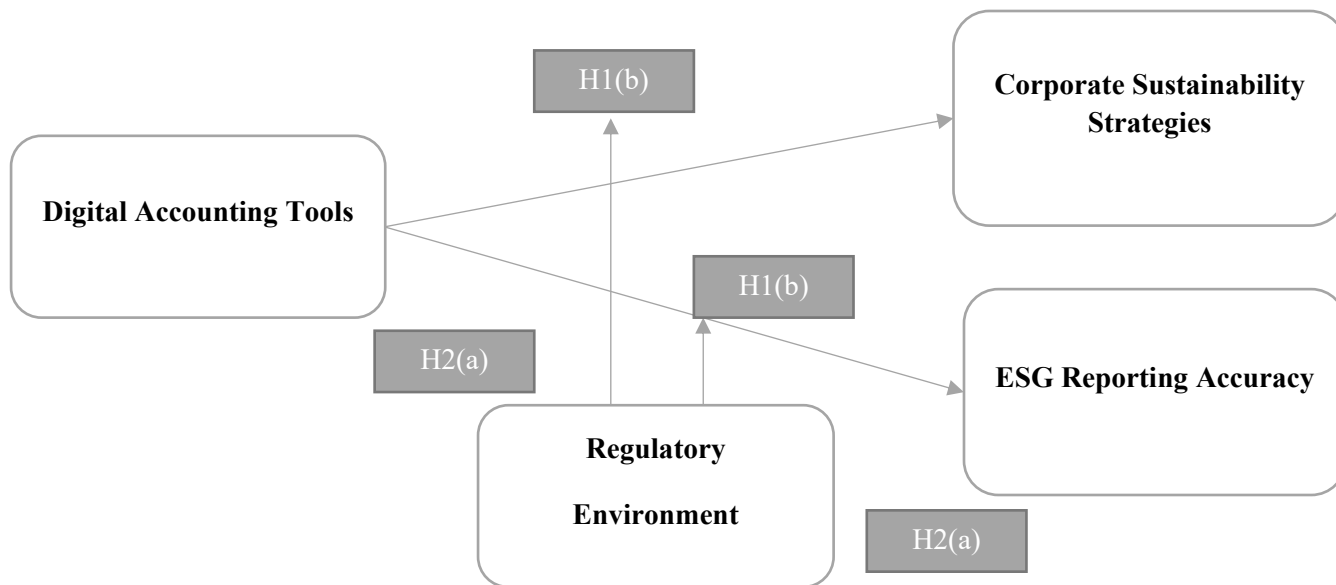 H1(b)
Corporate Sustainability
Strategies
Digital Accounting Tools
H1(b)
H2(a)
ESG Reporting Accuracy
Regulatory
Environment
H2(a)